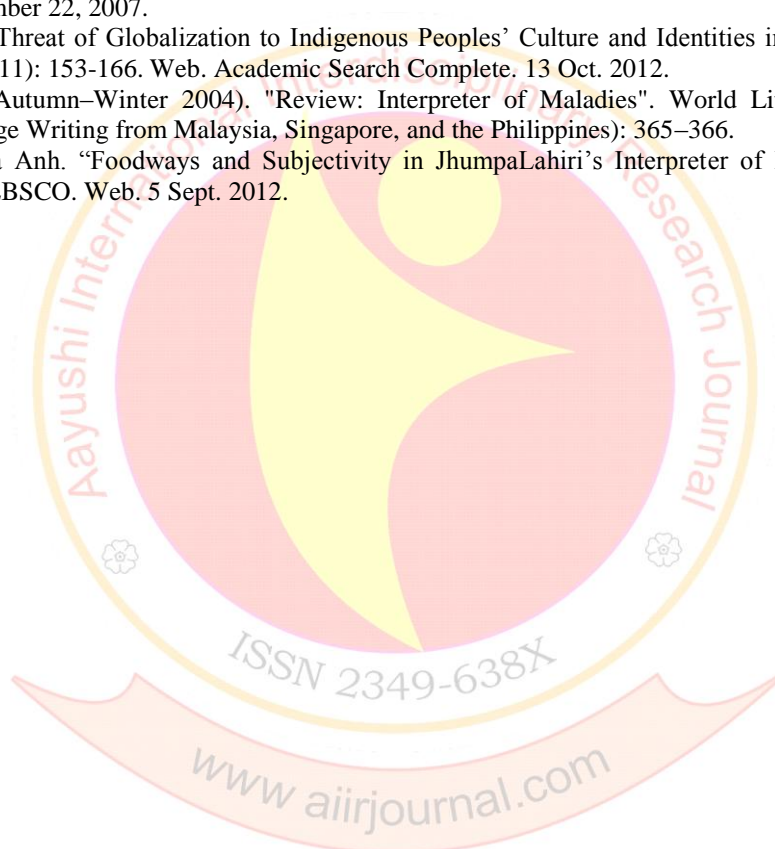 mber 22, 2007.
Threat of Globalization to Indigenous Peoples’ Culture and Identities in
11): 153-166. Web. Academic Search Complete. 13 Oct. 2012.
Autumn–Winter 2004). "Review: Interpreter of Maladies". World Li
ge Writing from Malaysia, Singapore, and the Philippines): 365–366.
Anh. “Foodways and Subjectivity in JhumpaLahiri’s Interpreter of
BSCO. Web. 5 Sept. 2012.
Aayushi International Interdisciplinary Research Journal
ISSN 2349-638X
www aiirjournal.com